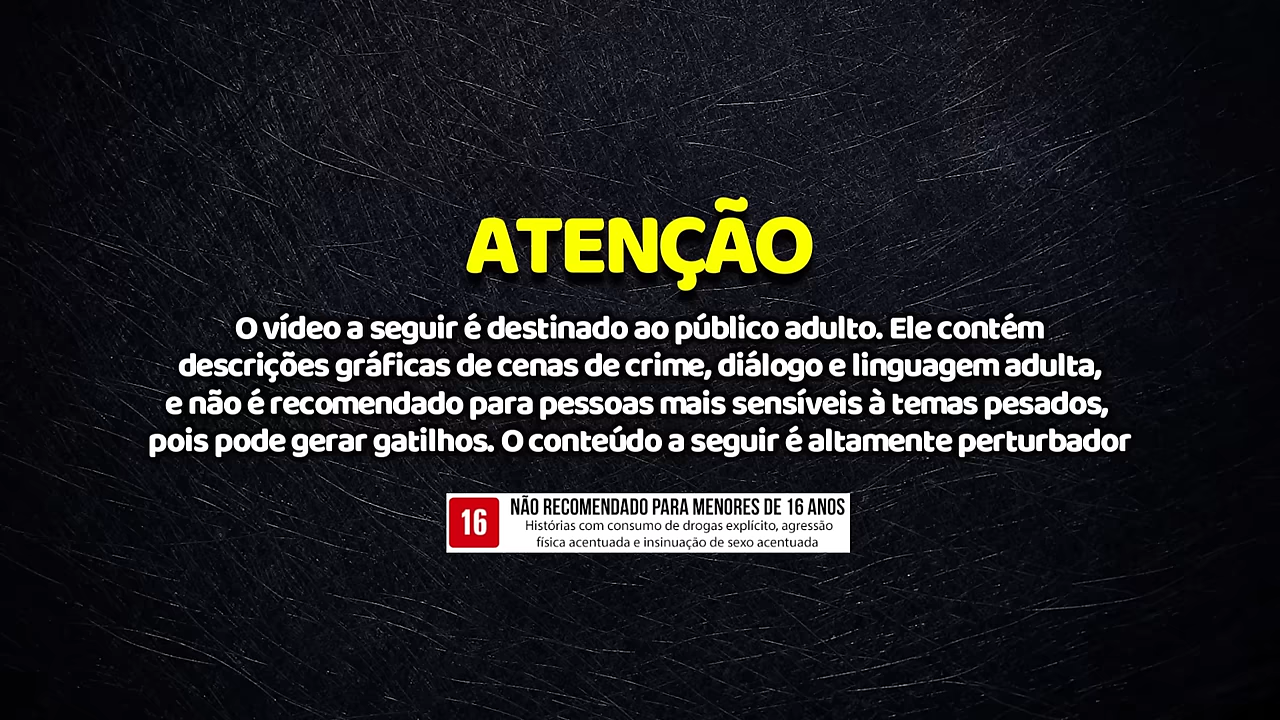 ATENÇÃO
O vídeo a seguir é destinado ao público adulto. Ele contém
descrições gráficas de cenas de crime, diálogo e linguagem adulta,
e não é recomendado para pessoas mais sensíveis à temas pesados,
pois pode gerar gatilhos. O conteúdo a seguir é altamente perturbador
16
NÃO RECOMENDADO PARA MENORES DE 16 ANOS
Histórias com consumo de drogas explícito, agressão
física acentuada e insinuação de sexo acentuada